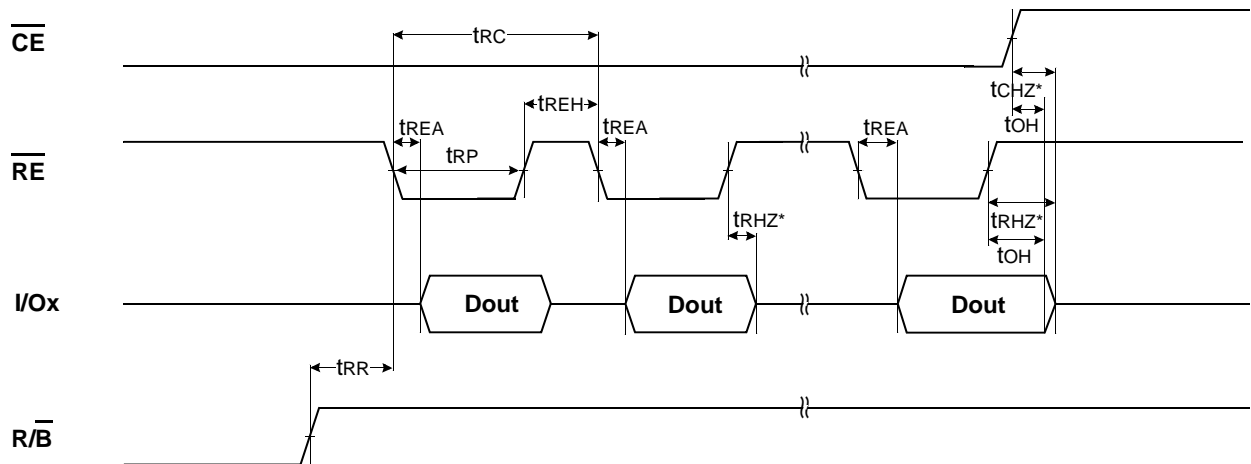 CE
tRC
tCHZ*
tREH
tOH
tREA
tREA
tREA
tRP
RE
tRHZ*
tRHZ*
tOH
I/Ox
Dout
Dout
Dout
tRR
R/B